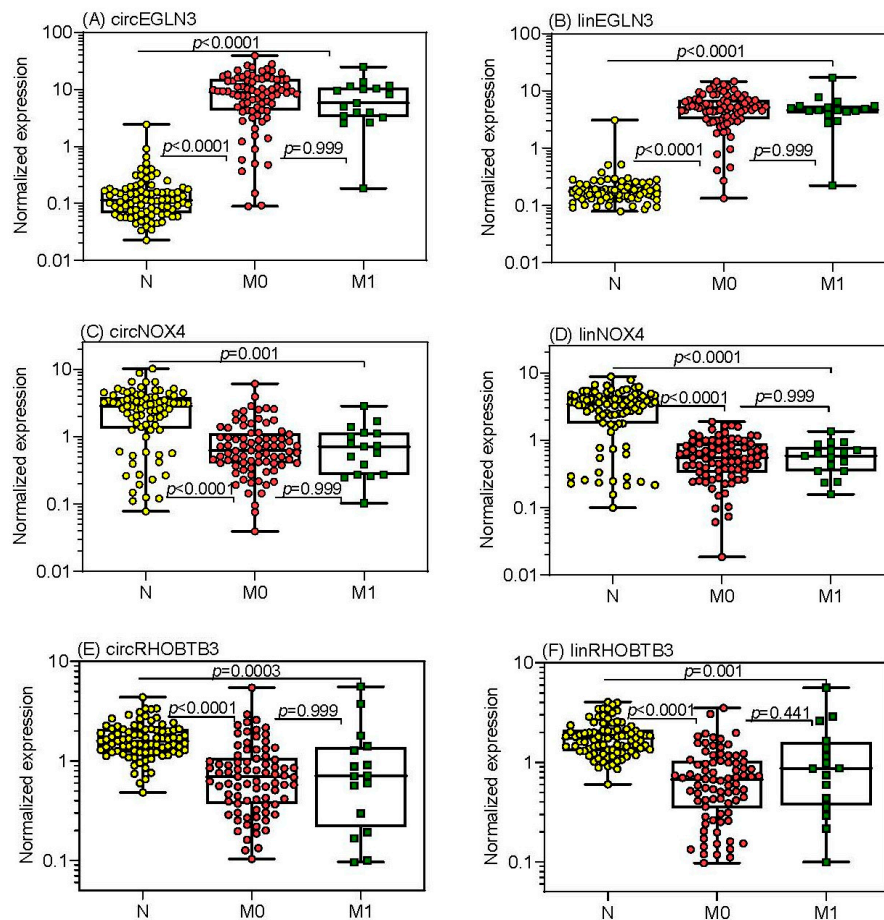 (A) circEGLN3
Normalized expression
100
10
1
0.1
0.01
p<0.0001
p<0.0001
p=0.999
N M0 M1
(B) linEGLN3
Normalized expression
100
10
1
0.1
0.01
p<0.0001
p<0.0001
p=0.999
N M0 M1
(C) circNOX4
Normalized expression
10
1
0.1
0.01
p=0.001
p<0.0001
p=0.999
N M0 M1
(D) linNOX4
Normalized expression
10
1
0.1
0.01
p<0.0001
p<0.0001
p=0.999
N M0 M1
(E) circRHOBTB3
Normalized expression
10
1
0.1
p=0.0003
p<0.0001
p=0.999
N M0 M1
(F) linRHOBTB3
Normalized expression
10
1
0.1
p=0.001
p<0.0001
p=0.441
N M0 M1